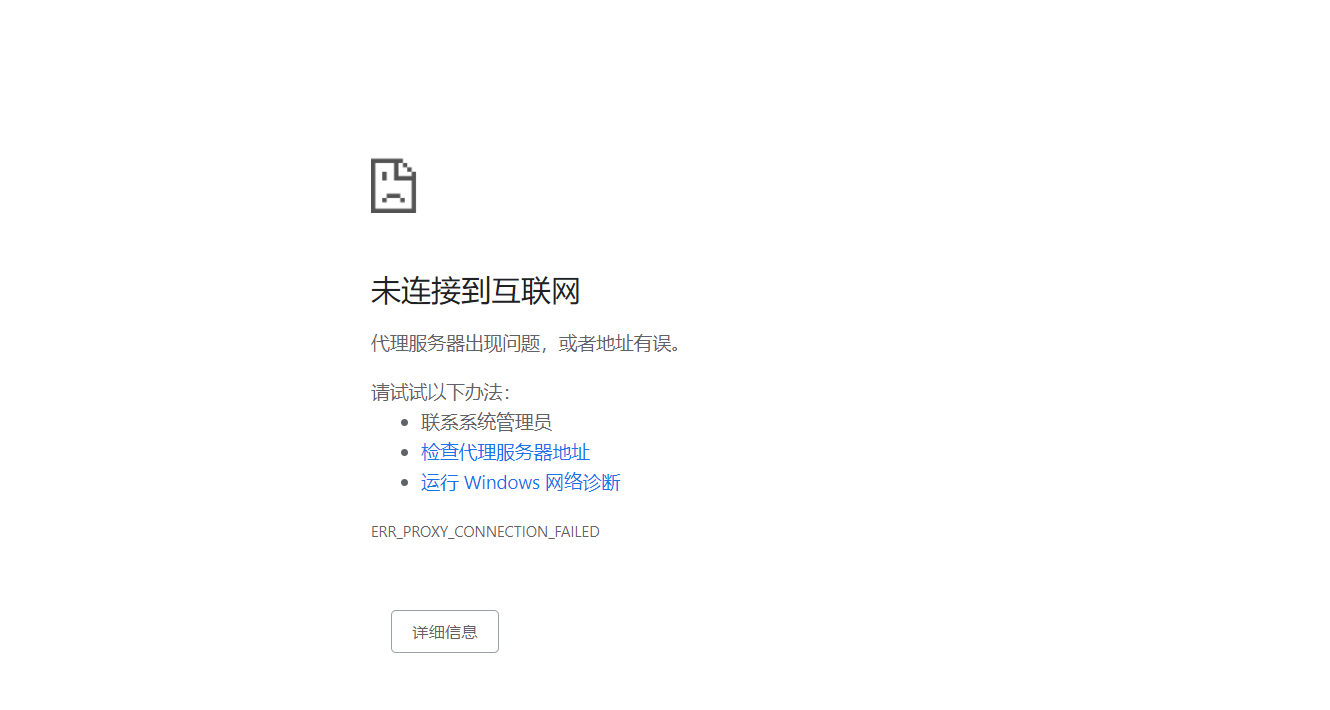 未连接到互联网
代理服务器出现问题，或者地址有误。
请试试以下办法：
联系系统管理员
检查代理服务器地址
运行 Windows 网络诊断
ERR_PROXY_CONNECTION_FAILED
详细信息